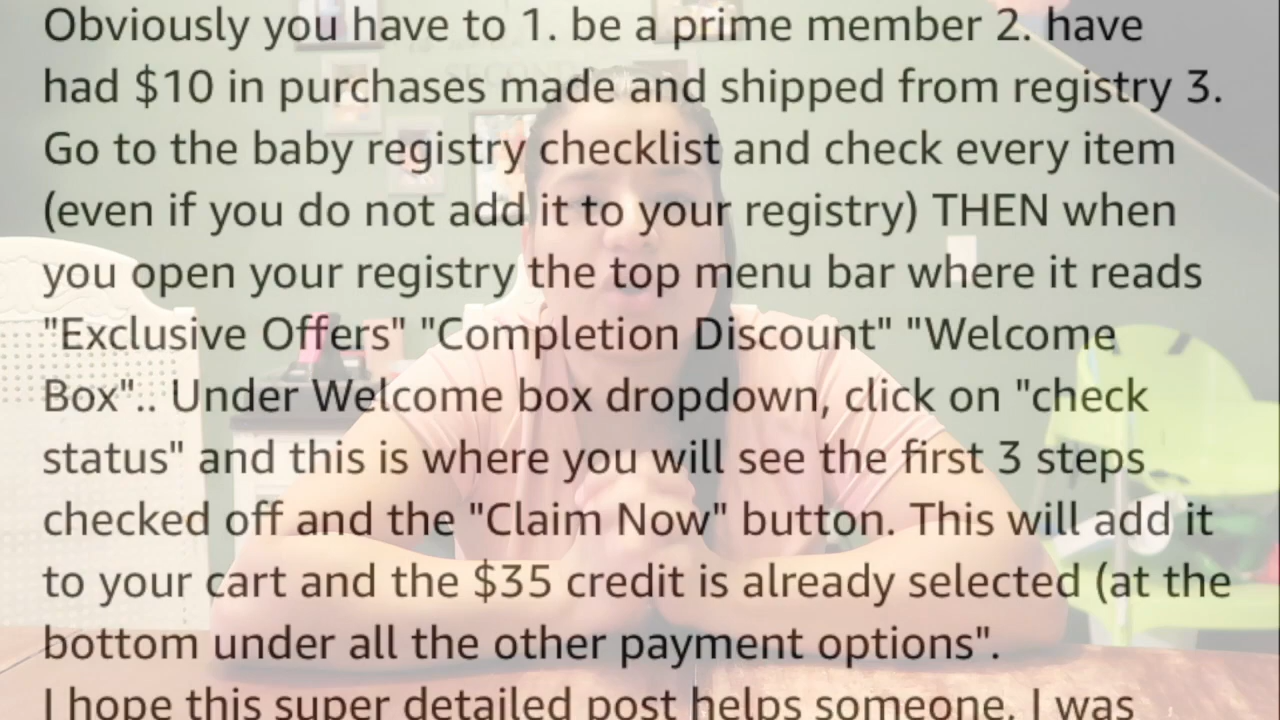 Obviously you have to 1. be a prime member 2. have
had $10 in purchases made and shipped from registry 3.
Go to the baby registry checklist and check every item
(even if you do not add it to your registry) THEN when
you open your registry the top menu bar where it reads
"Exclusive Offers" "Completion Discount" "Welcome
Box".. Under Welcome box dropdown, click on "check
status" and this is where you will see the first 3 steps
checked off and the "Claim Now" button. This will add it
to your cart and the $35 credit is already selected (at the
bottom under all the other payment options".
I hope this super detailed post helps someone. I was